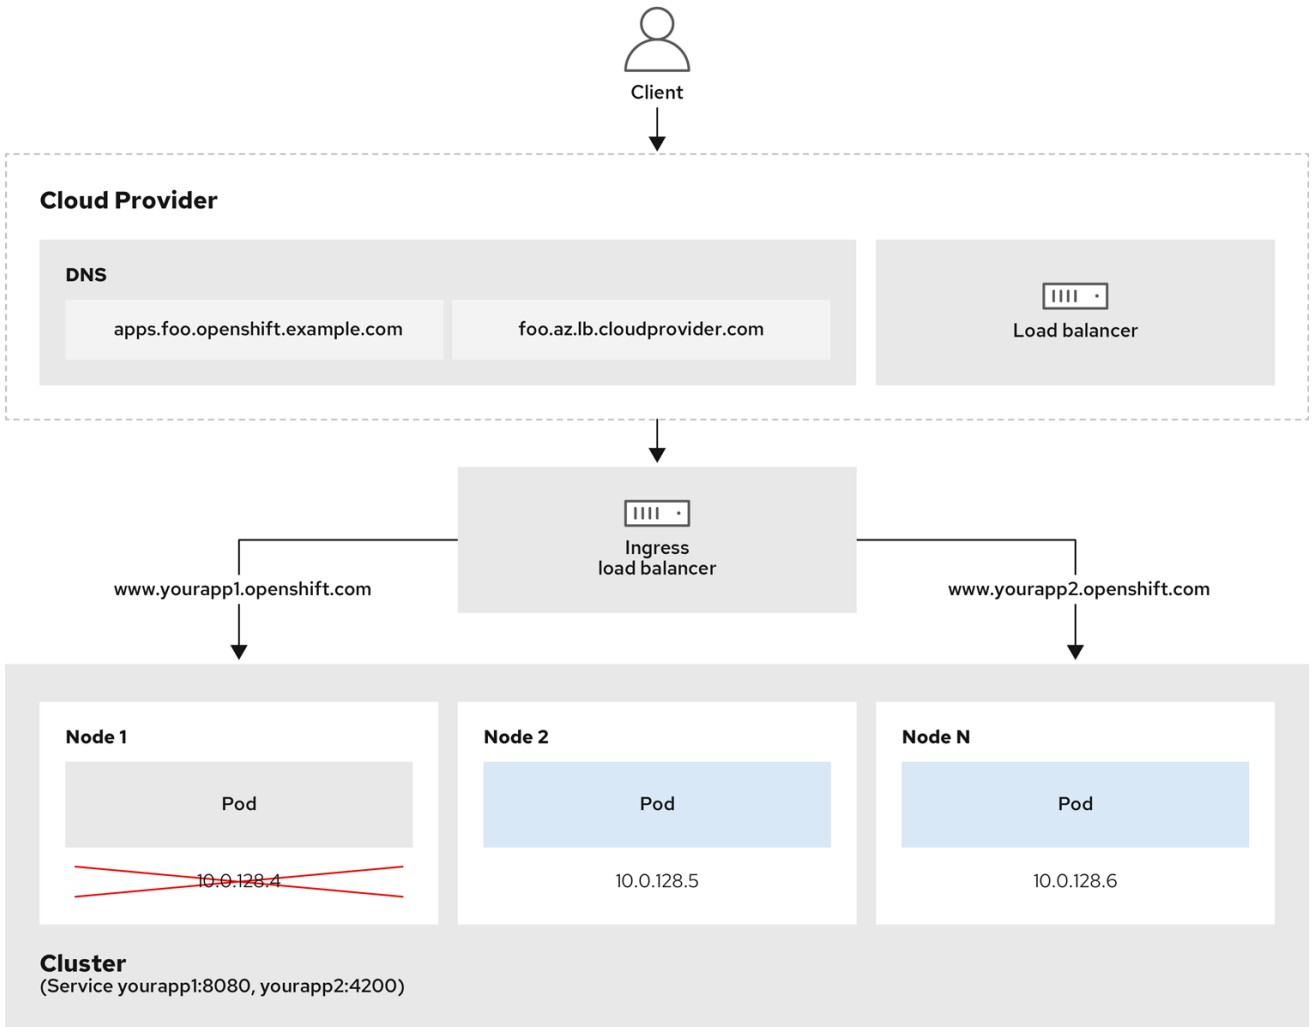 Client
Cloud Provider
DNS
apps.foo.openshift.example.com
foo.az.lb.cloudprovider.com
Load balancer
Ingress
load balancer
www.yourapp1.openshift.com
www.yourapp2.openshift.com
Node 1
Pod
10.0.128.4
Node 2
Pod
10.0.128.5
Node N
Pod
10.0.128.6
Cluster
(Service yourapp1:8080, yourapp2:4200)